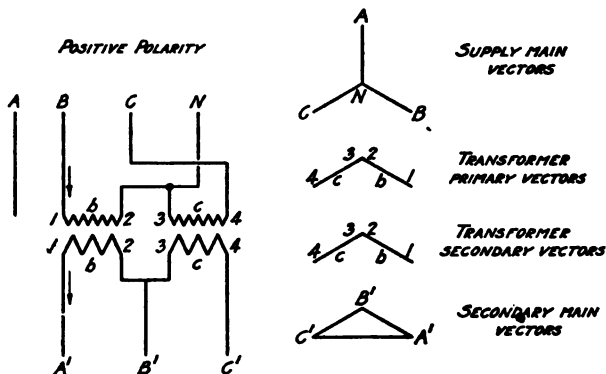 POSITIVE POLARITY
A B C N
b c
1 2 3 4
1 2 3 4
b c
A' B' C'
A
N
C B
SUPPLY MAIN
VECTORS
3 2
4 c b 1
TRANSFORMER
PRIMARY VECTORS
3 2
4 c b 1
TRANSFORMER
SECONDARY VECTORS
B'
C' A'
SECONDARY MAIN
VECTORS